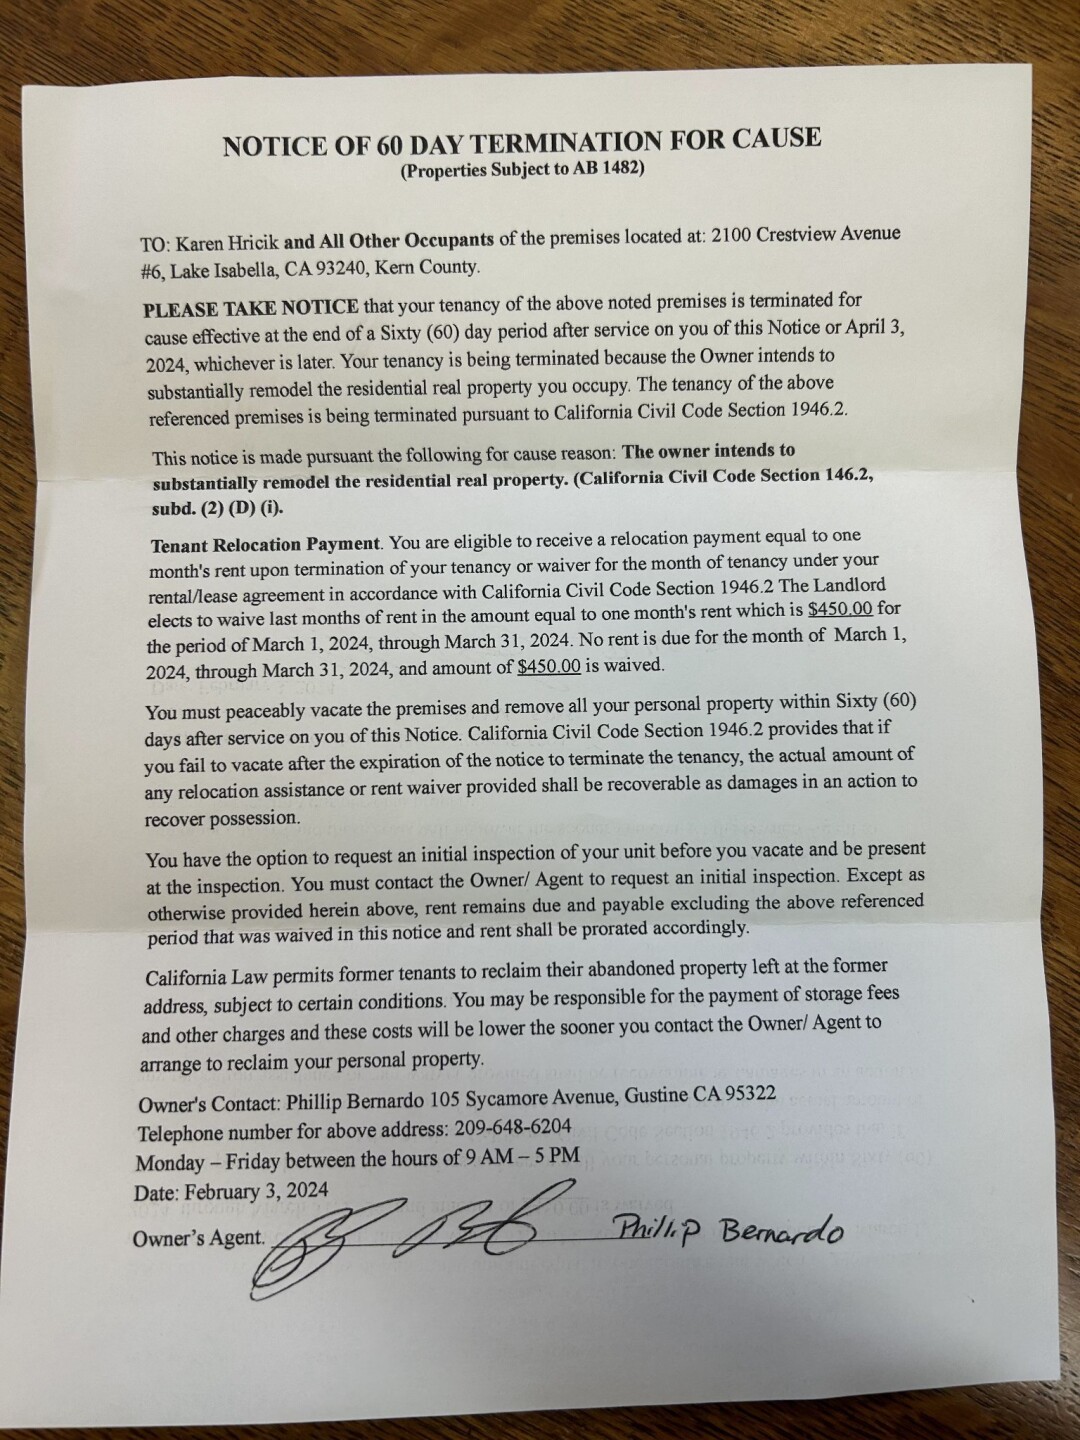 NOTICE OF 60 DAY TERMINATION FOR CAUSE
(Properties Subject to AB 1482)
TO: Karen Hricik and All Other Occupants of the premises located at: 2100 Crestview Avenue
#6, Lake Isabella, CA 93240, Kern County.
PLEASE TAKE NOTICE that your tenancy of the above noted premises is terminated for
cause effective at the end of a Sixty (60) day period after service on you of this Notice or April 3,
2024, whichever is later. Your tenancy is being terminated because the Owner intends to
substantially remodel the residential real property you occupy. The tenancy of the above
referenced premises is being terminated pursuant to California Civil Code Section 1946.2.
This notice is made pursuant the following for cause reason: The owner intends to
substantially remodel the residential real property. (California Civil Code Section 146.2,
subd. (2) (D) (i).
Tenant Relocation Payment. You are eligible to receive a relocation payment equal to one
month's rent upon termination of your tenancy or waiver for the month of tenancy under your
rental/lease agreement in accordance with California Civil Code Section 1946.2 The Landlord
elects to waive last months of rent in the amount equal to one month's rent which is $450.00 for
the period of March 1, 2024, through March 31, 2024. No rent is due for the month of March 1,
2024, through March 31, 2024, and amount of $450.00 is waived.
You must peaceably vacate the premises and remove all your personal property within Sixty (60)
days after service on you of this Notice. California Civil Code Section 1946.2 provides that if
you fail to vacate after the expiration of the notice to terminate the tenancy, the actual amount of
any relocation assistance or rent waiver provided shall be recoverable as damages in an action to
recover possession.
You have the option to request an initial inspection of your unit before you vacate and be present
at the inspection. You must contact the Owner/ Agent to request an initial inspection. Except as
otherwise provided herein above, rent remains due and payable excluding the above referenced
period that was waived in this notice and rent shall be prorated accordingly.
California Law permits former tenants to reclaim their abandoned property left at the former
address, subject to certain conditions. You may be responsible for the payment of storage fees
and other charges and these costs will be lower the sooner you contact the Owner/ Agent to
arrange to reclaim your personal property.
Owner's Contact: Phillip Bernardo 105 Sycamore Avenue, Gustine CA 95322
Telephone number for above address: 209-648-6204
Monday – Friday between the hours of 9 AM – 5 PM
Date: February 3, 2024
Owner's Agent. Phillip Bernardo